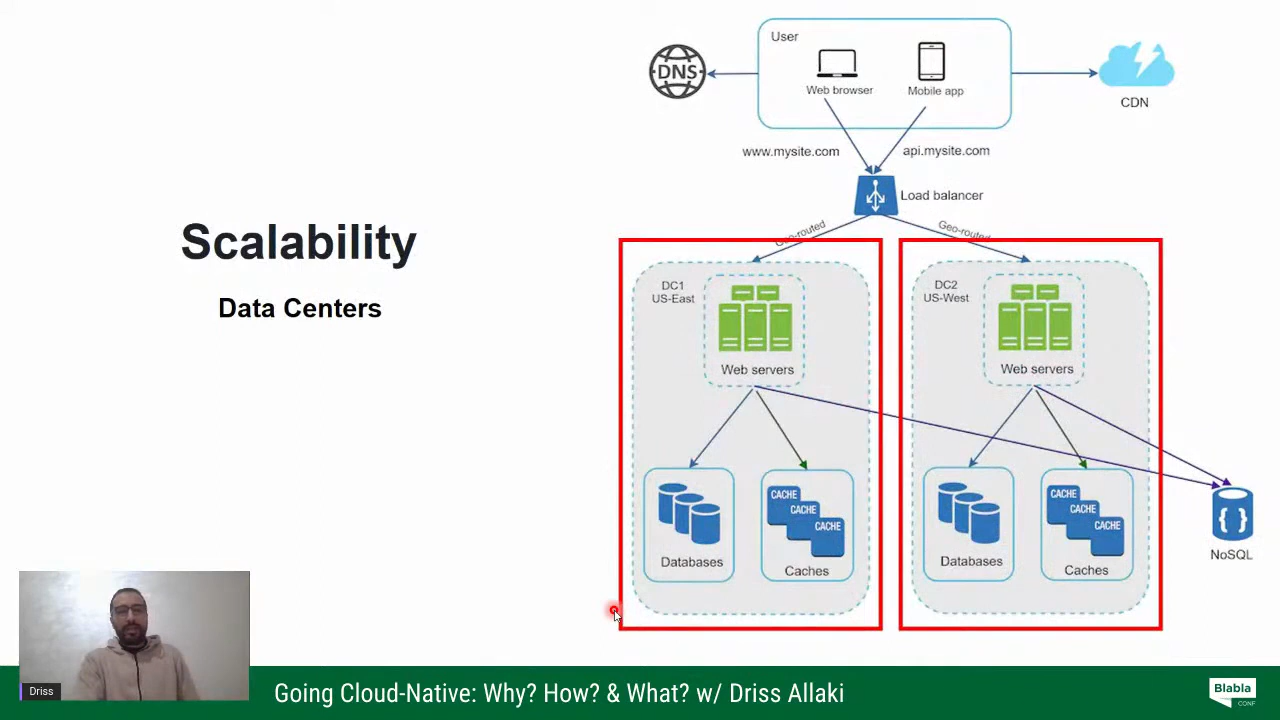 Scalability
Data Centers
User
DNS
Web browser
Mobile app
CDN
www.mysite.com
api.mysite.com
Load balancer
Geo-routed
Geo-routed
DC1
US-East
Web servers
DC2
US-West
Web servers
CACHE
CACHE
CACHE
Databases
Caches
CACHE
CACHE
CACHE
Databases
Caches
{ }
NoSQL
Driss
Going Cloud-Native: Why? How? & What? w/ Driss Allaki
Blabla
CONF